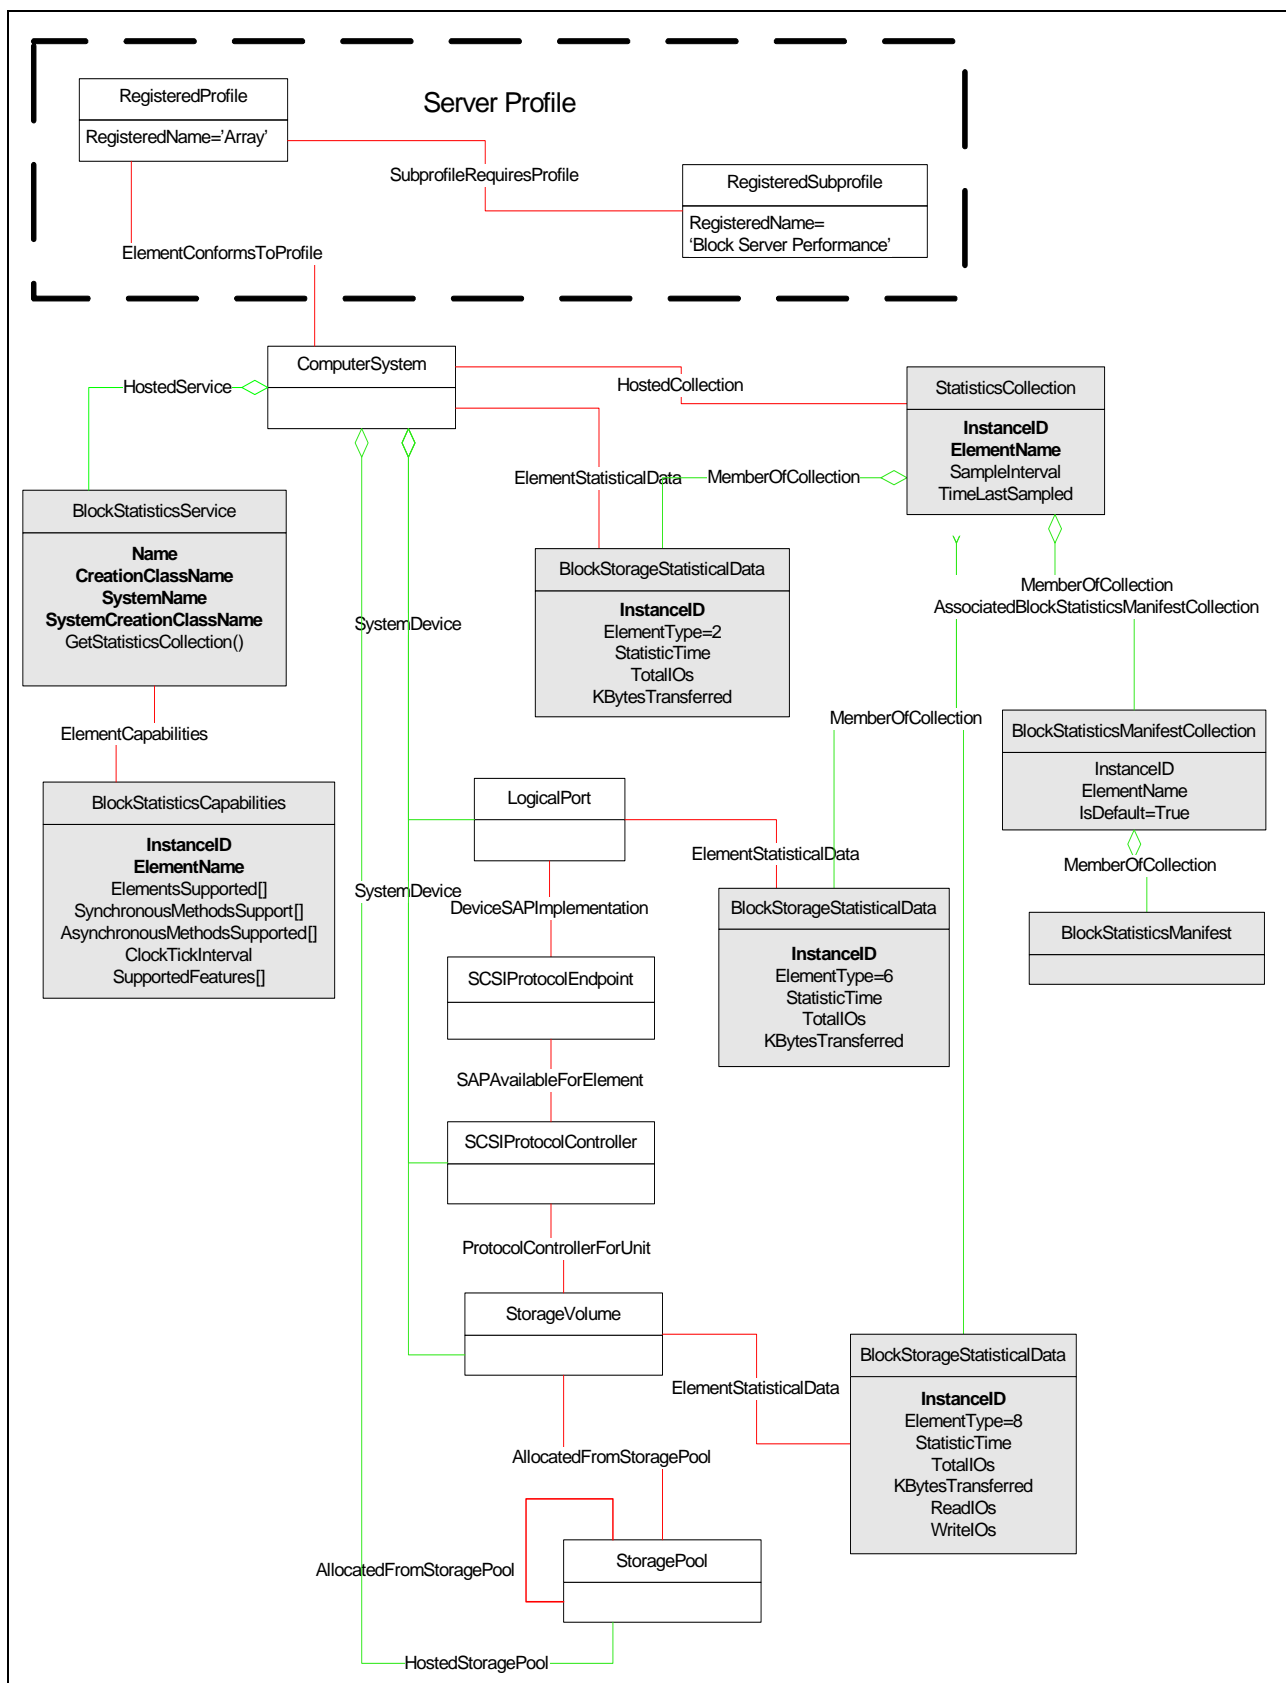 Server Profile
RegisteredProfile
RegisteredName='Array'
SubprofileRequiresProfile
RegisteredSubprofile
RegisteredName=
'Block Server Performance'
ElementConformsToProfile
ComputerSystem
HostedService
HostedCollection
StatisticsCollection
InstanceID
ElementName
SampleInterval
TimeLastSampled
ElementStatisticalData
MemberOfCollection
BlockStatisticsService
Name
CreationClassName
SystemName
SystemCreationClassName
GetStatisticsCollection()
BlockStorageStatisticalData
InstanceID
ElementType=2
StatisticTime
TotalIOs
KBytesTransferred
MemberOfCollection
AssociatedBlockStatisticsManifestCollection
SystemDevice
ElementCapabilities
MemberOfCollection
BlockStatisticsManifestCollection
InstanceID
ElementName
IsDefault=True
BlockStatisticsCapabilities
InstanceID
ElementName
ElementsSupported[]
SynchronousMethodsSupport[]
AsynchronousMethodsSupported[]
ClockTickInterval
SupportedFeatures[]
LogicalPort
ElementStatisticalData
MemberOfCollection
SystemDevice
DeviceSAPImplementation
BlockStorageStatisticalData
InstanceID
ElementType=6
StatisticTime
TotalIOs
KBytesTransferred
BlockStatisticsManifest
SCSIProtocolEndpoint
SAPAvailableForElement
SCSIProtocolController
ProtocolControllerForUnit
StorageVolume
BlockStorageStatisticalData
InstanceID
ElementType=8
StatisticTime
TotalIOs
KBytesTransferred
ReadIOs
WriteIOs
ElementStatisticalData
AllocatedFromStoragePool
StoragePool
AllocatedFromStoragePool
HostedStoragePool